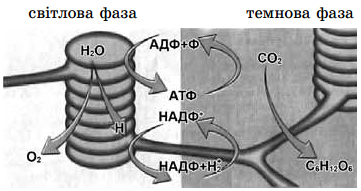 світлова фаза
темнова фаза
H₂O
АДФ+Ф
CO₂
АТФ
H
НАДФ⁺
O₂
НАДФ+H₂
C₆H₁₂O₆